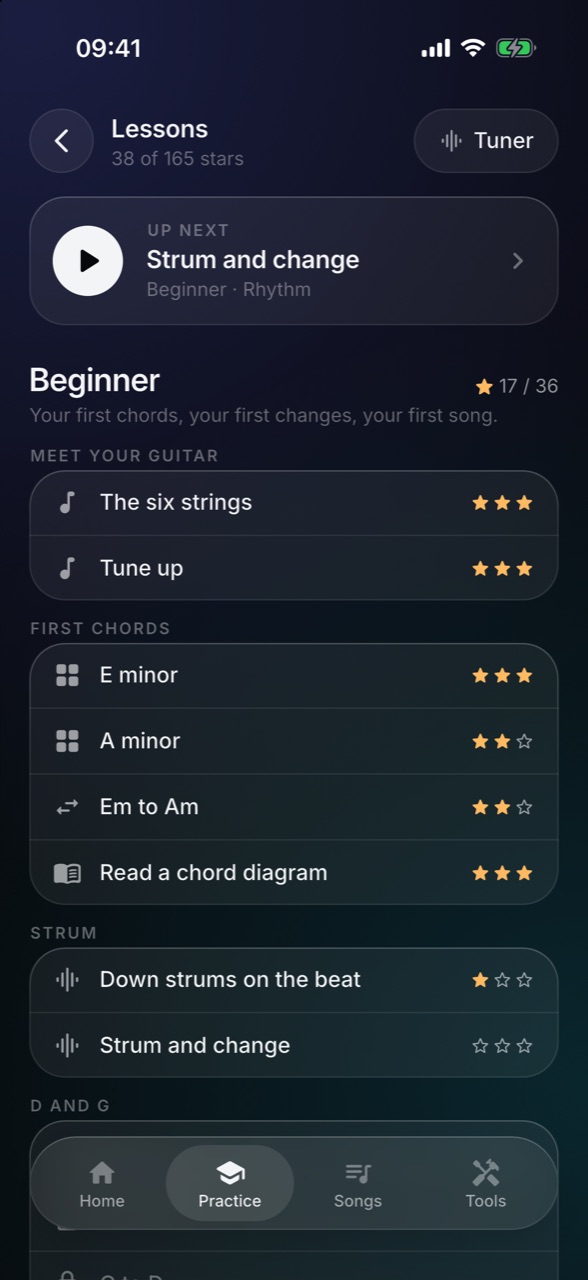 09:41
Lessons
38 of 165 stars
Tuner
UP NEXT
Strum and change
Beginner · Rhythm
Beginner
17 / 36
Your first chords, your first changes, your first song.
MEET YOUR GUITAR
The six strings
Tune up
FIRST CHORDS
E minor
A minor
Em to Am
Read a chord diagram
STRUM
Down strums on the beat
Strum and change
D AND G
Home
Practice
Songs
Tools